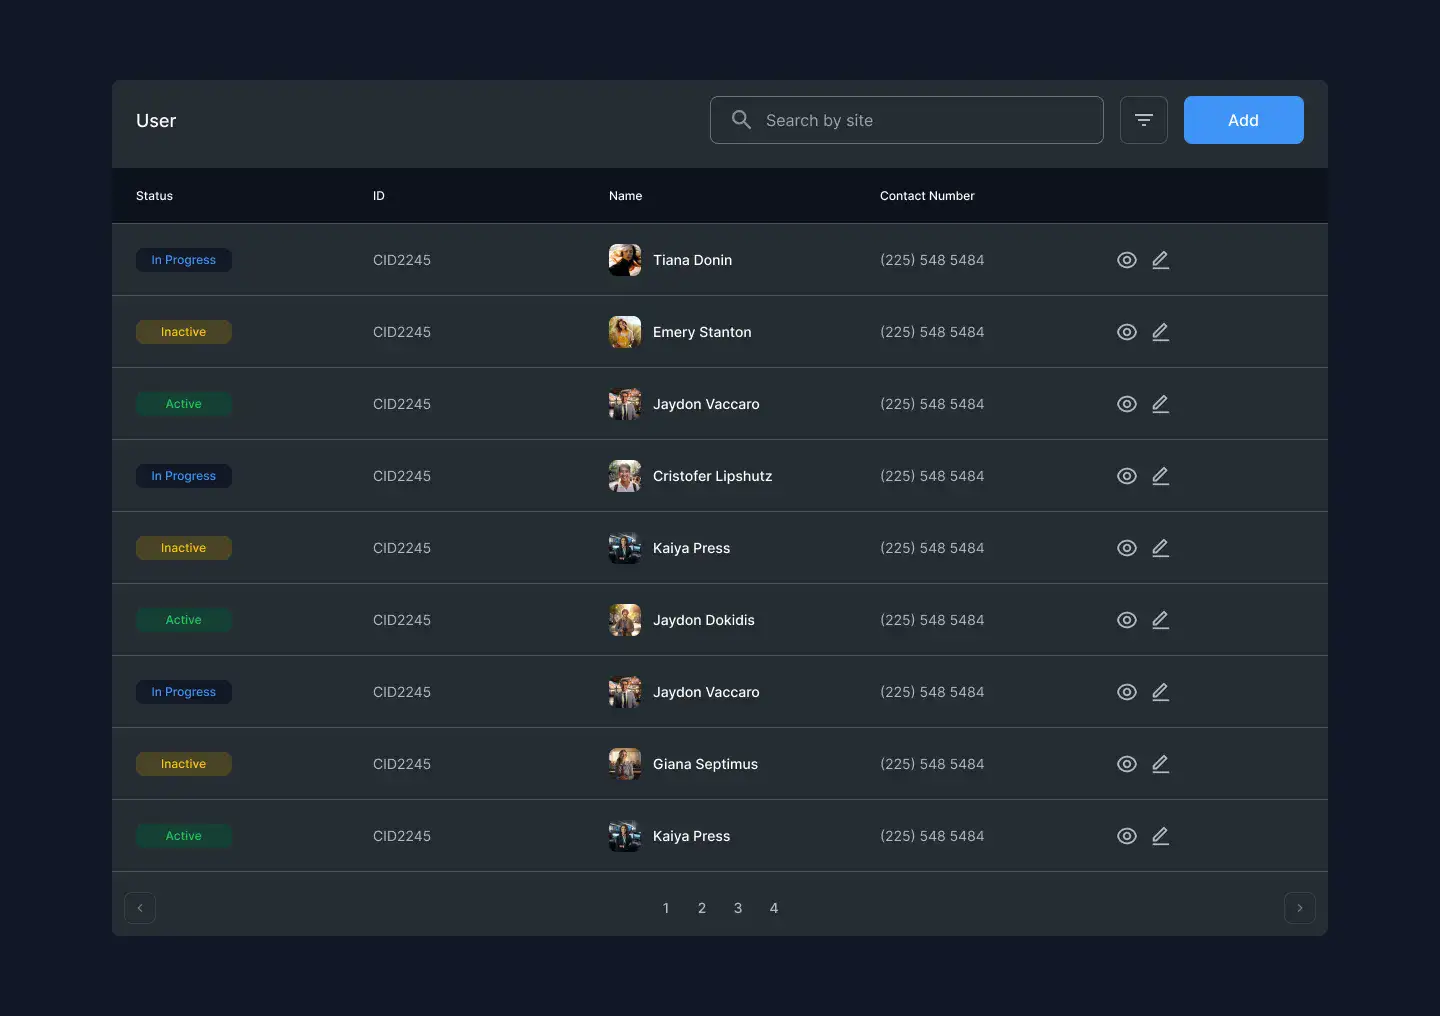 User
Search by site
Add
Status ID Name Contact Number
In Progress CID2245 Tiana Donin (225) 548 5484
Inactive CID2245 Emery Stanton (225) 548 5484
Active CID2245 Jaydon Vaccaro (225) 548 5484
In Progress CID2245 Cristofer Lipshutz (225) 548 5484
Inactive CID2245 Kaiya Press (225) 548 5484
Active CID2245 Jaydon Dokidis (225) 548 5484
In Progress CID2245 Jaydon Vaccaro (225) 548 5484
Inactive CID2245 Giana Septimus (225) 548 5484
Active CID2245 Kaiya Press (225) 548 5484
1 2 3 4